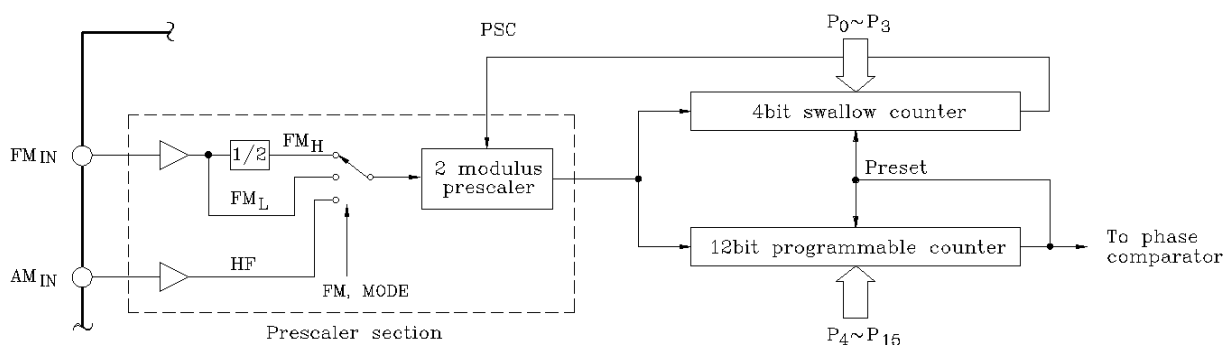 PSC
P0~P3
4bit swallow counter
FMIN
1/2
FMH
FML
2 modulus
prescaler
Preset
12bit programmable counter
To phase
comparator
AMIN
HF
FM, MODE
Prescaler section
P4~P15